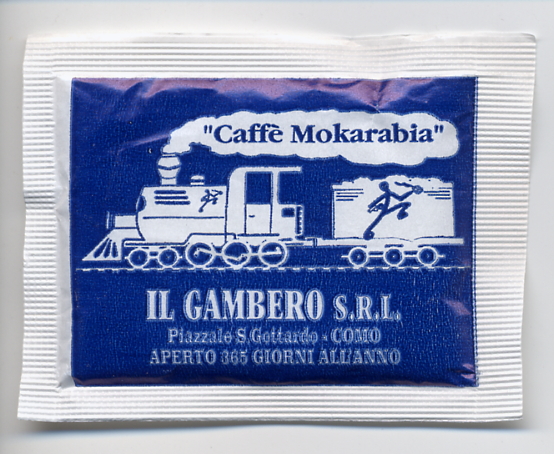 "Caffè Mokarabia"
IL GAMBERO S.R.L.
Piazzale S. Gottardo - COMO
APERTO 365 GIORNI ALL'ANNO